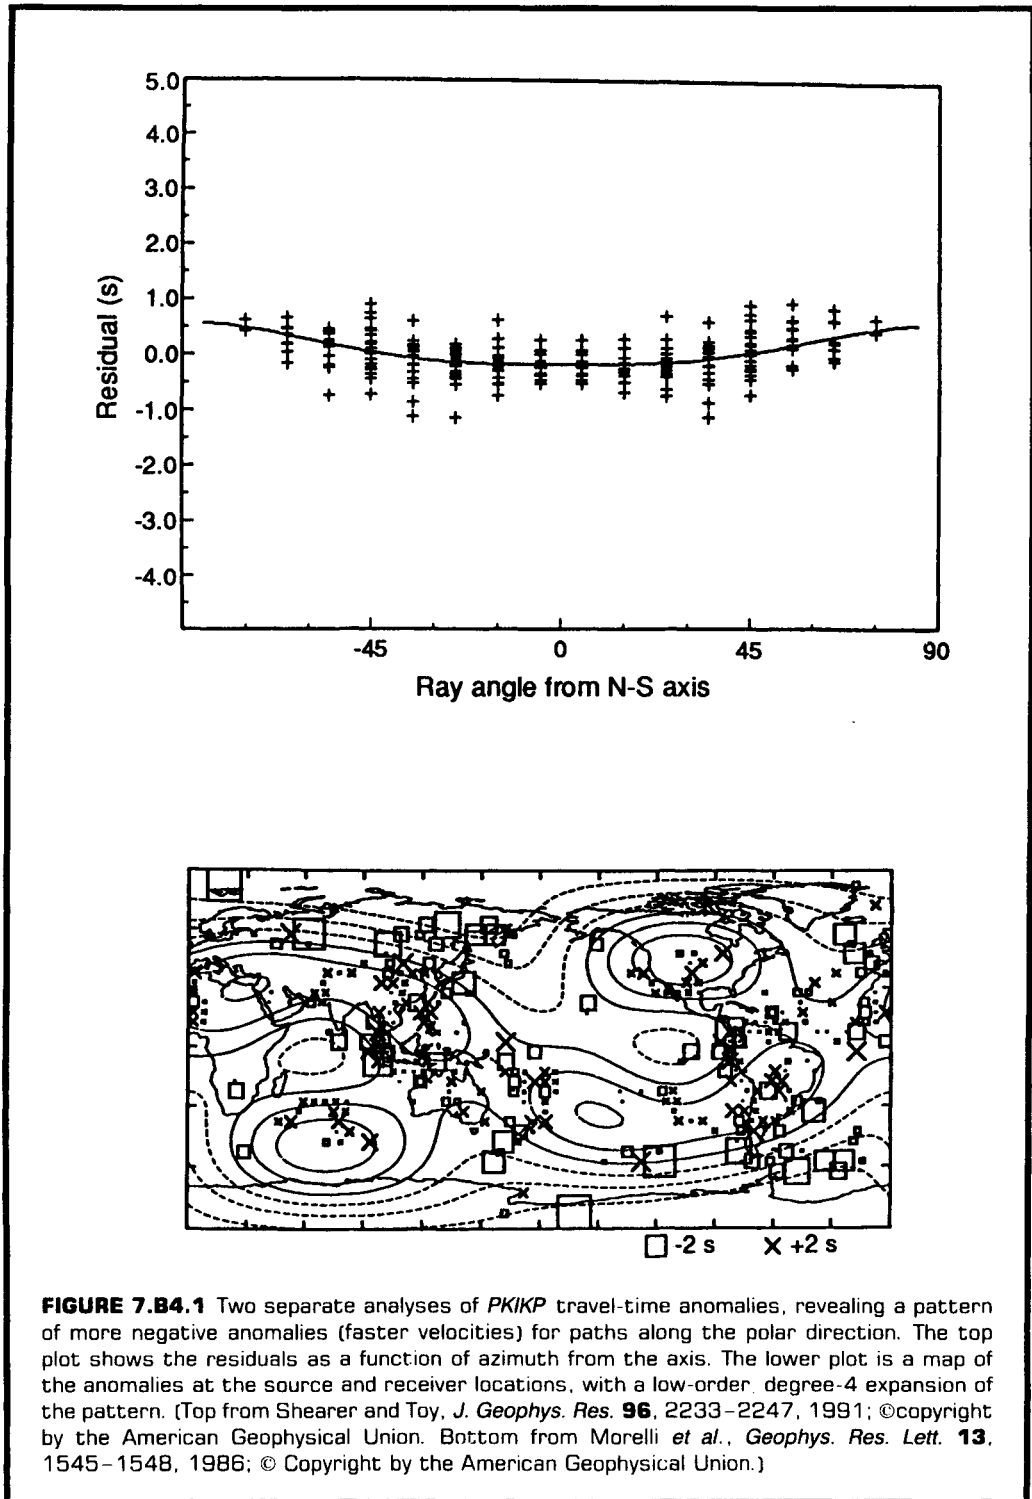 5.0
4.0
3.0
2.0
1.0
0.0
-1.0
-2.0
-3.0
-4.0
Residual (s)
-45 0 45 90
Ray angle from N-S axis
-2 s +2 s
FIGURE 7.B4.1 Two separate analyses of PKIKP travel-time anomalies, revealing a pattern
of more negative anomalies (faster velocities) for paths along the polar direction. The top
plot shows the residuals as a function of azimuth from the axis. The lower plot is a map of
the anomalies at the source and receiver locations, with a low-order, degree-4 expansion of
the pattern. (Top from Shearer and Toy, J. Geophys. Res. 96, 2233–2247, 1991; ©copyright
by the American Geophysical Union. Bottom from Morelli et al., Geophys. Res. Lett. 13,
1545–1548, 1986; © Copyright by the American Geophysical Union.)